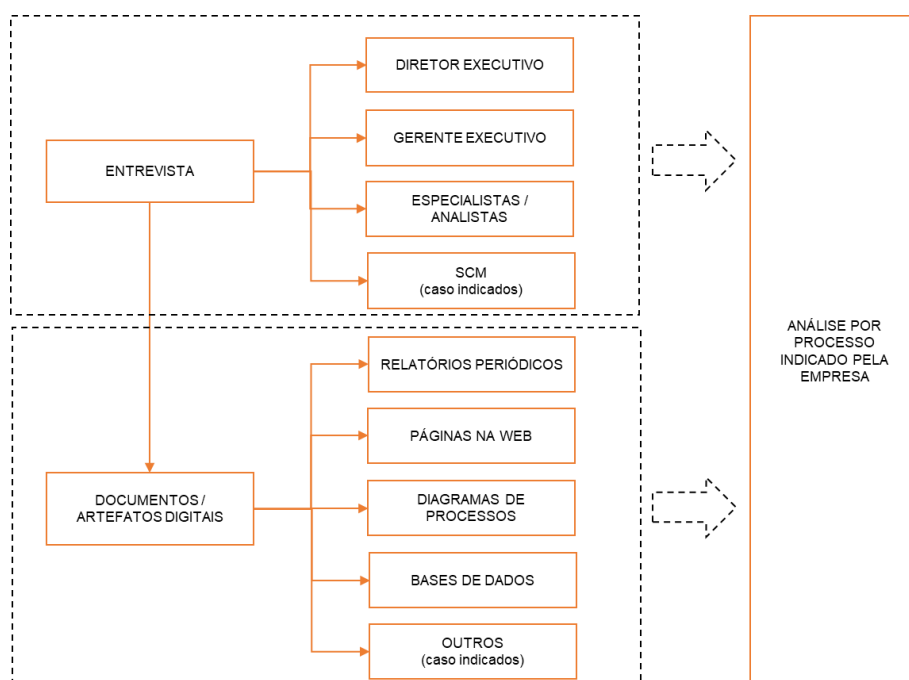 DIRETOR EXECUTIVO
GERENTE EXECUTIVO
ENTREVISTA
ESPECIALISTAS /
ANALISTAS
SCM
(caso indicados)
RELATÓRIOS PERIÓDICOS
PÁGINAS NA WEB
DOCUMENTOS /
ARTEFATOS DIGITAIS
DIAGRAMAS DE
PROCESSOS
BASES DE DADOS
OUTROS
(caso indicados)
ANÁLISE POR
PROCESSO
INDICADO PELA
EMPRESA